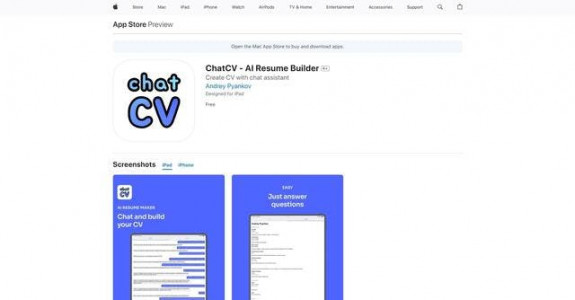 Store Mac iPad iPhone Watch Vision AirPods TV & Home Entertainment Accessories Support
App Store Preview
Open the Mac App Store to buy and download apps.
chat
CV
ChatCV - AI Resume Builder 4+
Create CV with chat assistant
Andrey Pyankov
Designed for iPad
Free
Screenshots iPad iPhone
chat
CV
AI RESUME MAKER
Chat and build
your CV
EASY
Just answer
questions